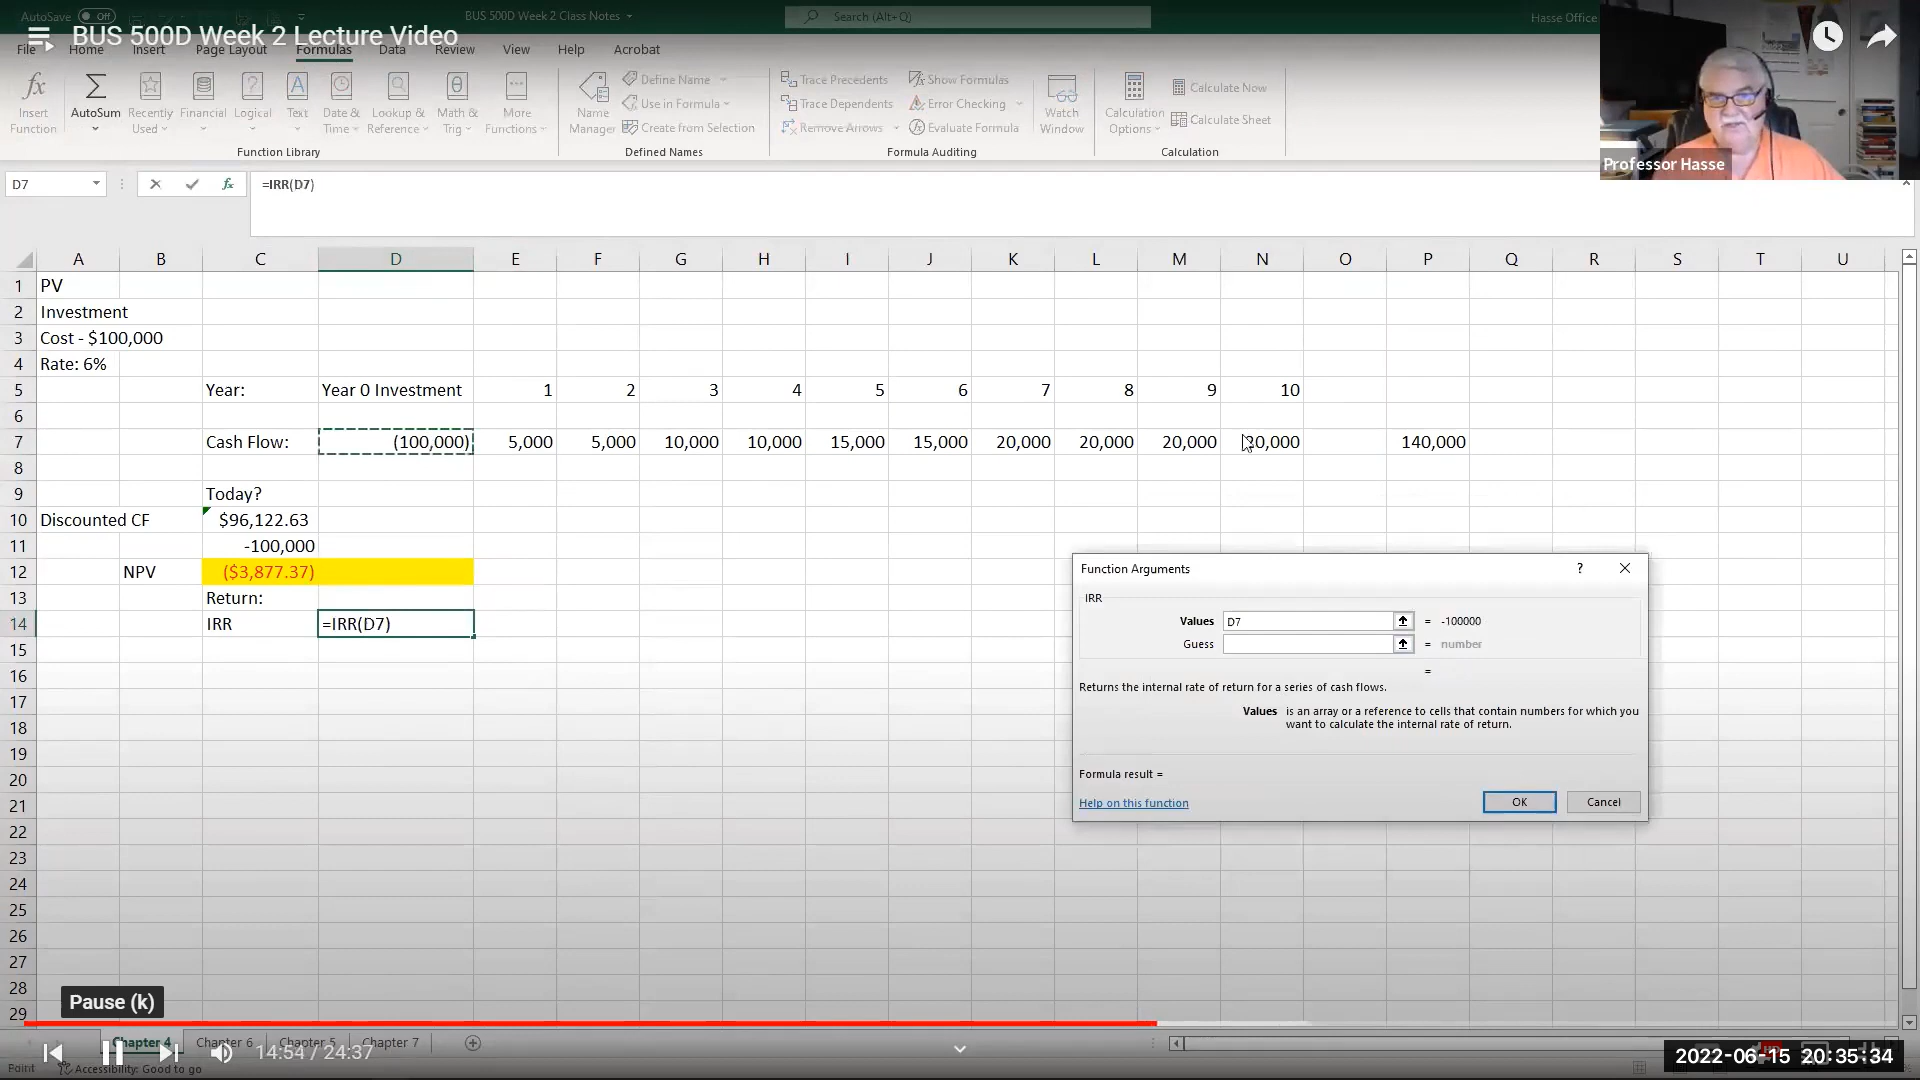 AutoSave Off
BUS 500D Week 2 Class Notes
Search (Alt+Q)
Hasse Office
BUS 500D Week 2 Lecture Video
File Home Insert Page Layout Formulas Data Review View Help Acrobat
Insert Function
AutoSum
Recently Used
Financial
Logical
Text
Date & Time
Lookup & Reference
Math & Trig
More Functions
Function Library
Name Manager
Define Name
Use in Formula
Create from Selection
Defined Names
Trace Precedents
Trace Dependents
Remove Arrows
Show Formulas
Error Checking
Evaluate Formula
Formula Auditing
Watch Window
Calculation Options
Calculate Now
Calculate Sheet
Calculation
Professor Hasse
D7 fx =IRR(D7)
A B C D E F G H I J K L M N O P Q R S T U
1 PV
2 Investment
3 Cost - $100,000
4 Rate: 6%
5 Year: Year 0 Investment 1 2 3 4 5 6 7 8 9 10
6
7 Cash Flow: (100,000) 5,000 5,000 10,000 10,000 15,000 15,000 20,000 20,000 20,000 20,000 140,000
8
9 Today?
10 Discounted CF $96,122.63
11 -100,000
12 NPV ($3,877.37)
13 Return:
14 IRR =IRR(D7)
15
16
17
18
19
20
21
22
23
24
25
26
27
28
29
Function Arguments ?
IRR
Values D7 = -100000
Guess = number
=
Returns the internal rate of return for a series of cash flows.
Values is an array or a reference to cells that contain numbers for which you
want to calculate the internal rate of return.
Formula result =
Help on this function
OK Cancel
Pause (k)
Chapter 4 Chapter 6 Chapter 5 Chapter 7
14:54 / 24:37
2022-06-15 20:35:34
Point Accessibility: Good to go